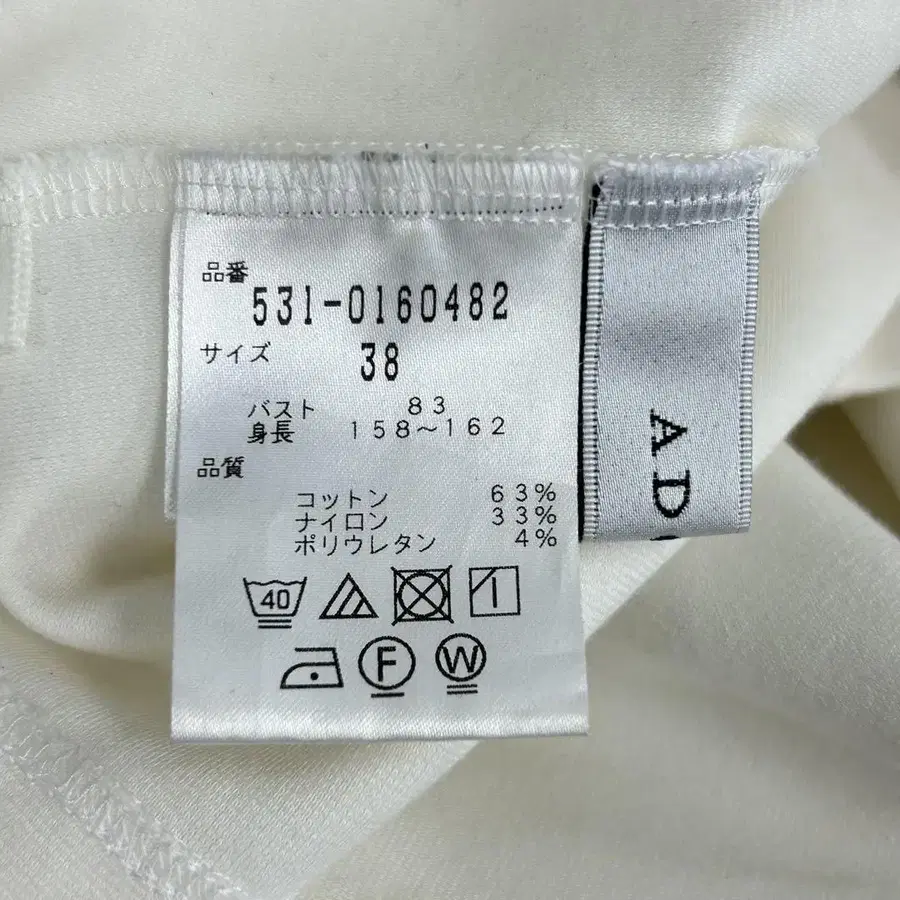 品番
531-0160482
サイズ 38
バスト 83
身長 158～162
品質
コットン 63%
ナイロン 33%
ポリウレタン 4%
40
F W
AD